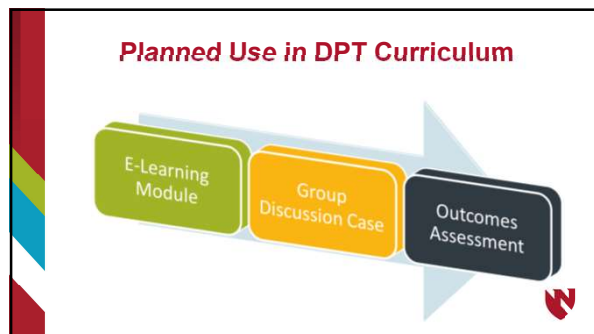 Planned Use in DPT Curriculum
E-Learning
Module
Group
Discussion Case
Outcomes
Assessment
N